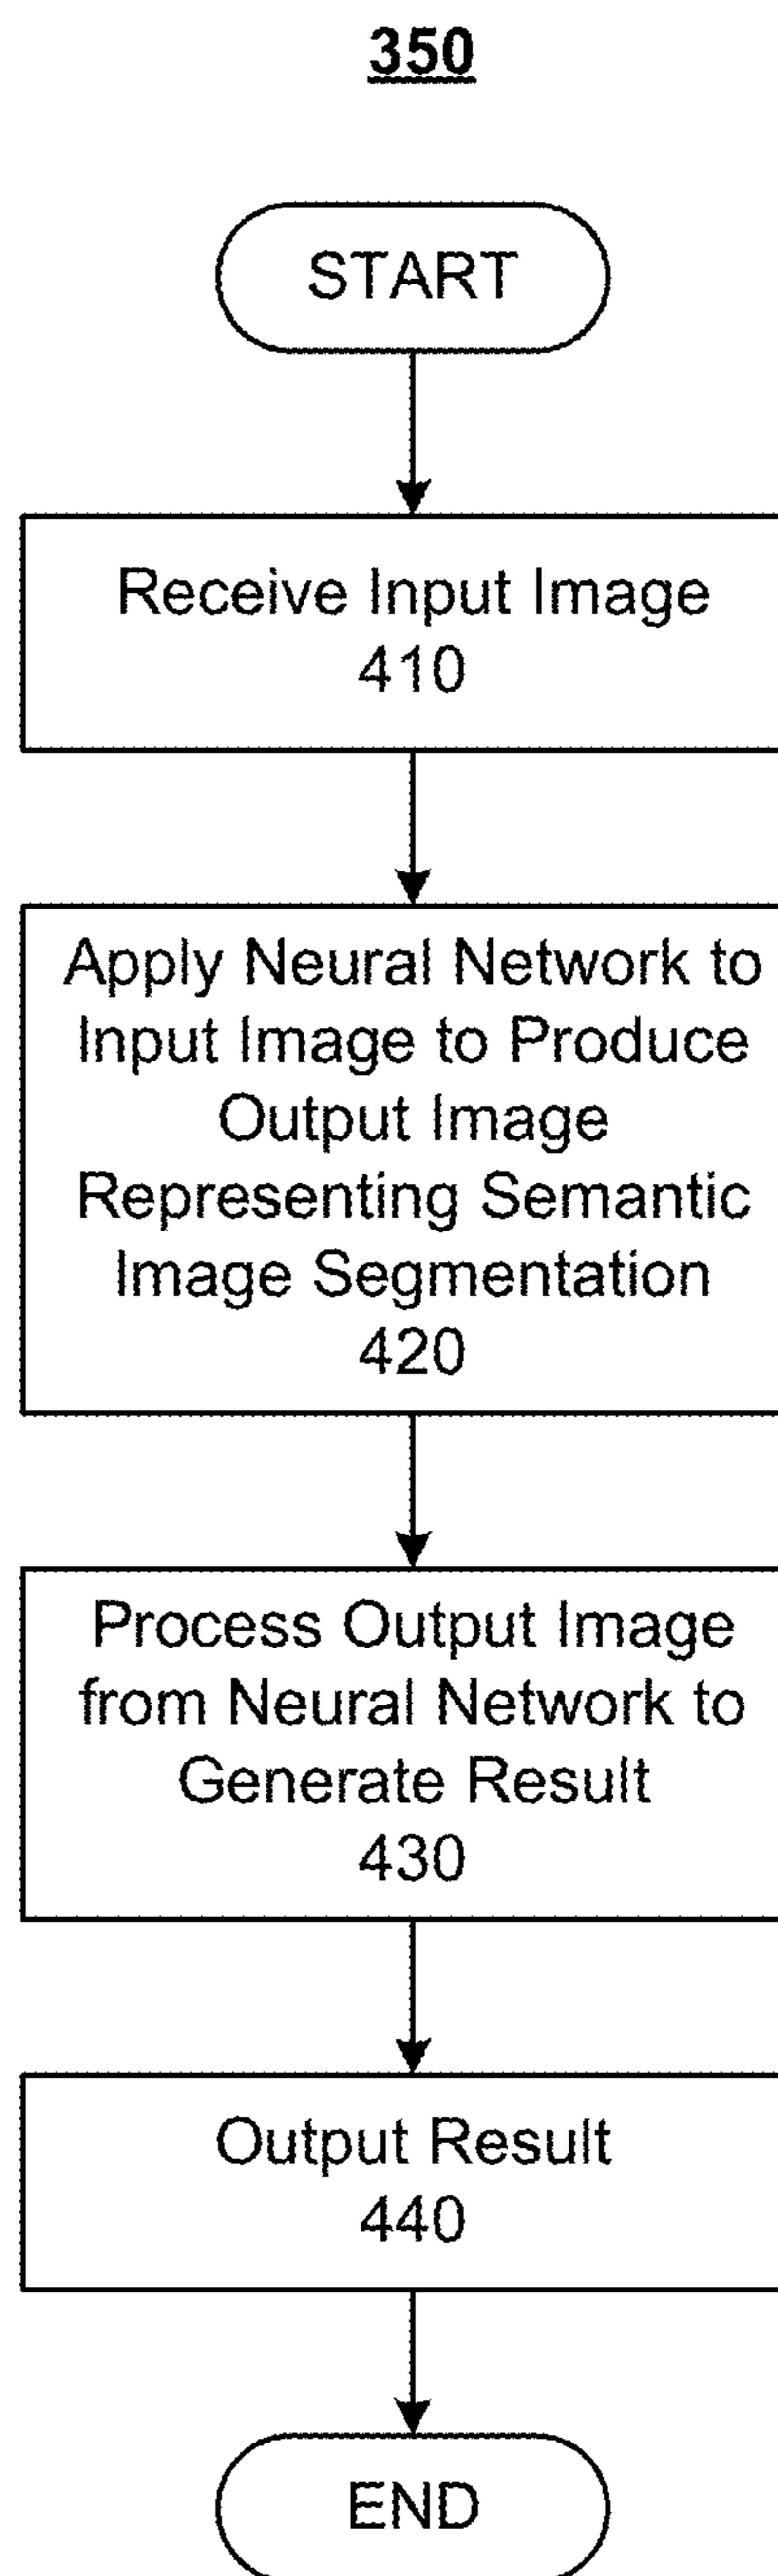 350
START
Receive Input Image
410
Apply Neural Network to
Input Image to Produce
Output Image
Representing Semantic
Image Segmentation
420
Process Output Image
from Neural Network to
Generate Result
430
Output Result
440
END